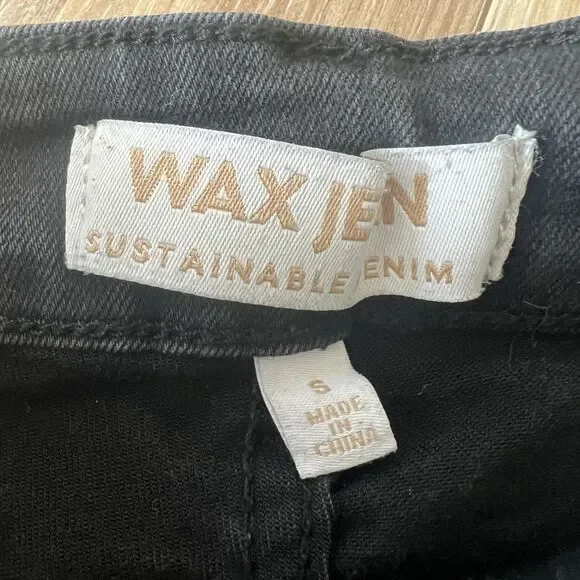 WAX JEN
SUSTAINABLE ENIM
S
MADE
IN
CHINA